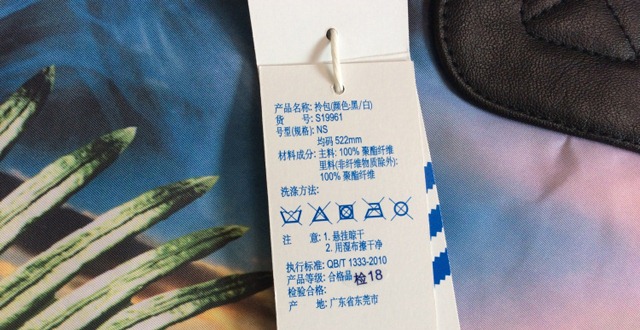 产品名称: 拎包(颜色:黑/白)
货 号: S19961
号型(规格): NS
均码 522mm
材料成分: 主料: 100% 聚酯纤维
里料(非纤维物质除外):
100% 聚酯纤维
洗涤方法:
注 意: 1. 悬挂晾干
2. 用湿布擦干净
执行标准: QB/T 1333-2010
产品等级: 合格品
检验合格: 检18
产 地: 广东省东莞市